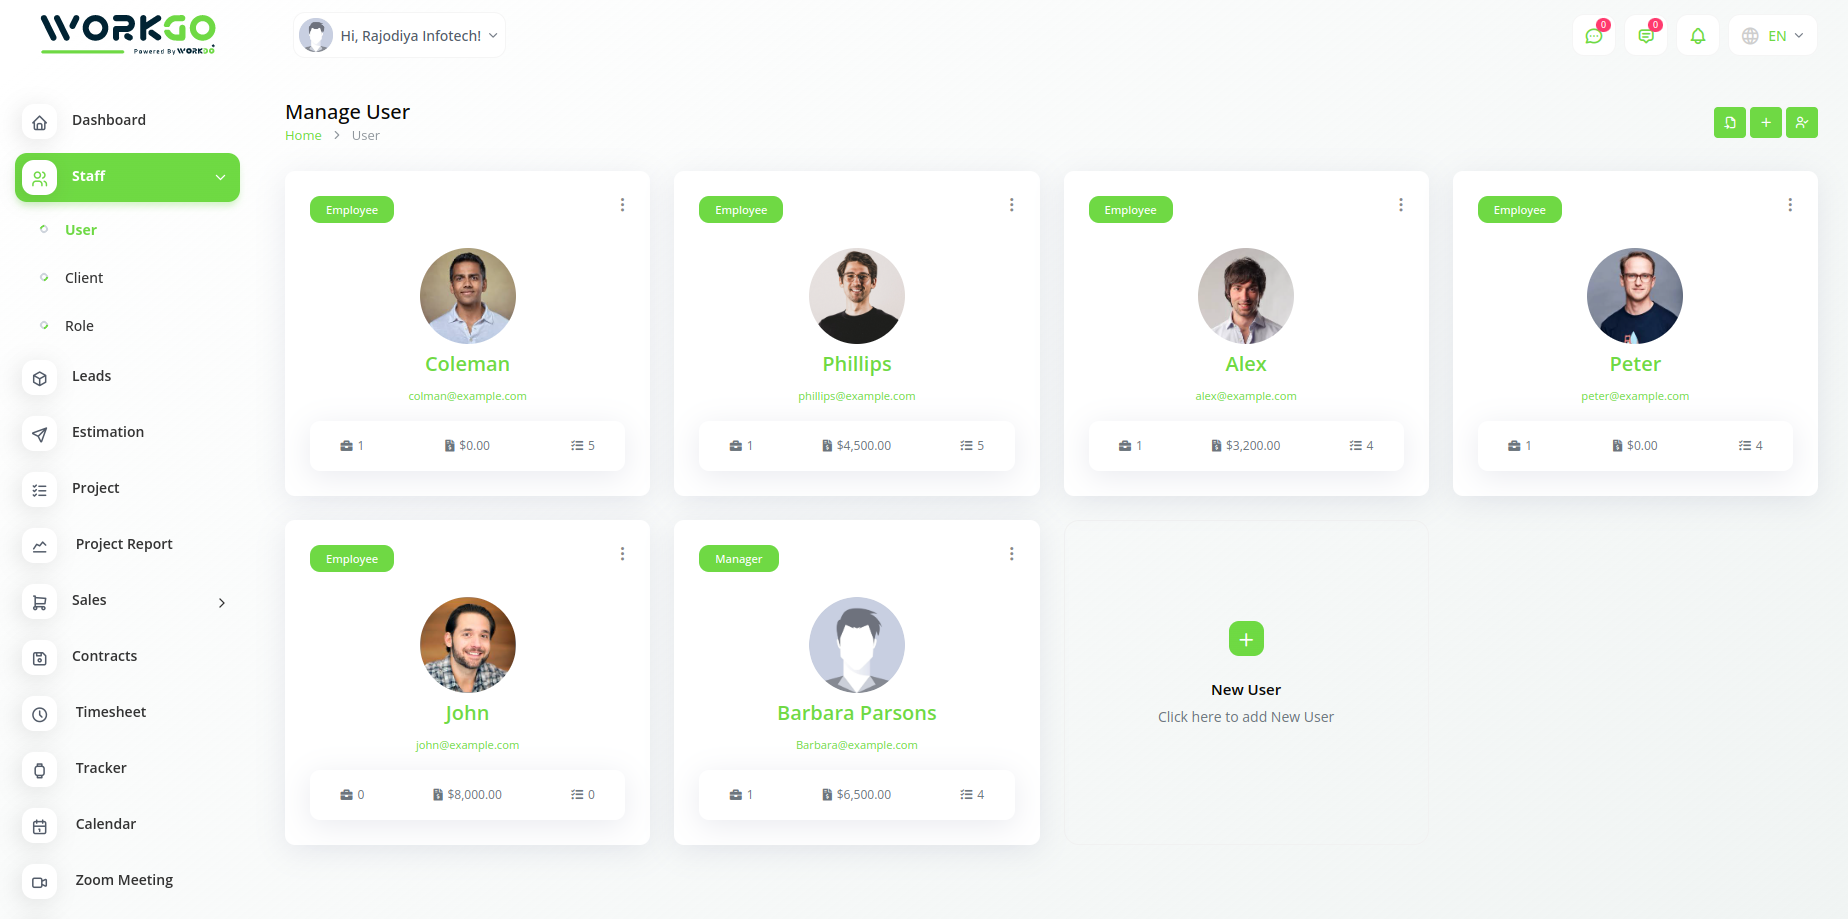 WORKGO
Powered By WORKDO
Hi, Rajodiya Infotech!
0
0
EN
Dashboard
Staff
User
Client
Role
Leads
Estimation
Project
Project Report
Sales
Contracts
Timesheet
Tracker
Calendar
Zoom Meeting
Manage User
Home > User
Employee
Coleman
colman@example.com
1 $0.00 5
Employee
Phillips
phillips@example.com
1 $4,500.00 5
Employee
Alex
alex@example.com
1 $3,200.00 4
Employee
Peter
peter@example.com
1 $0.00 4
Employee
John
john@example.com
0 $8,000.00 0
Manager
Barbara Parsons
Barbara@example.com
1 $6,500.00 4
New User
Click here to add New User